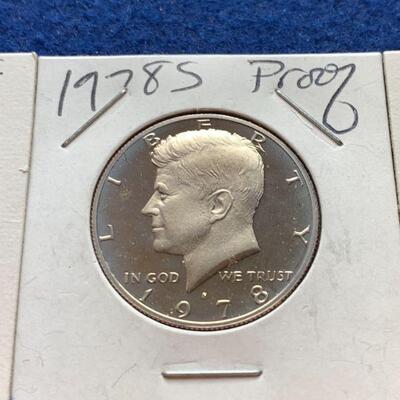 1978S Proof
LIBERTY
IN GOD WE TRUST
1978